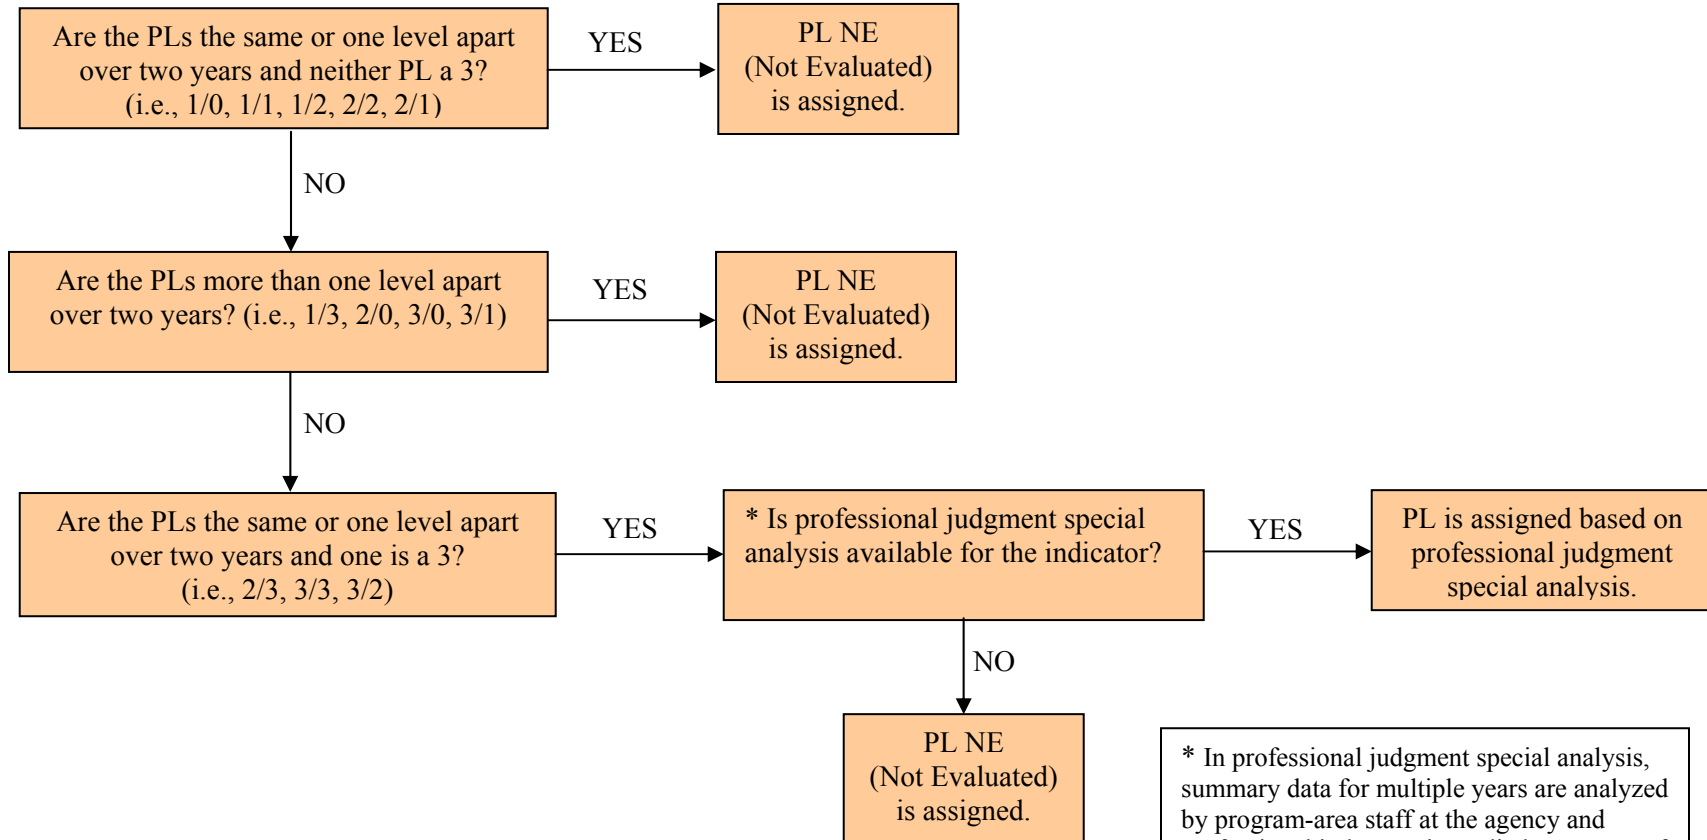 Are the PLs the same or one level apart
over two years and neither PL a 3?
(i.e., 1/0, 1/1, 1/2, 2/2, 2/1)
YES
PL NE
(Not Evaluated)
is assigned.
NO
Are the PLs more than one level apart
over two years? (i.e., 1/3, 2/0, 3/0, 3/1)
YES
PL NE
(Not Evaluated)
is assigned.
NO
Are the PLs the same or one level apart
over two years and one is a 3?
(i.e., 2/3, 3/3, 3/2)
YES
* Is professional judgment special
analysis available for the indicator?
YES
PL is assigned based on
professional judgment
special analysis.
NO
PL NE
(Not Evaluated)
is assigned.
* In professional judgment special analysis,
summary data for multiple years are analyzed
by program-area staff at the agency and